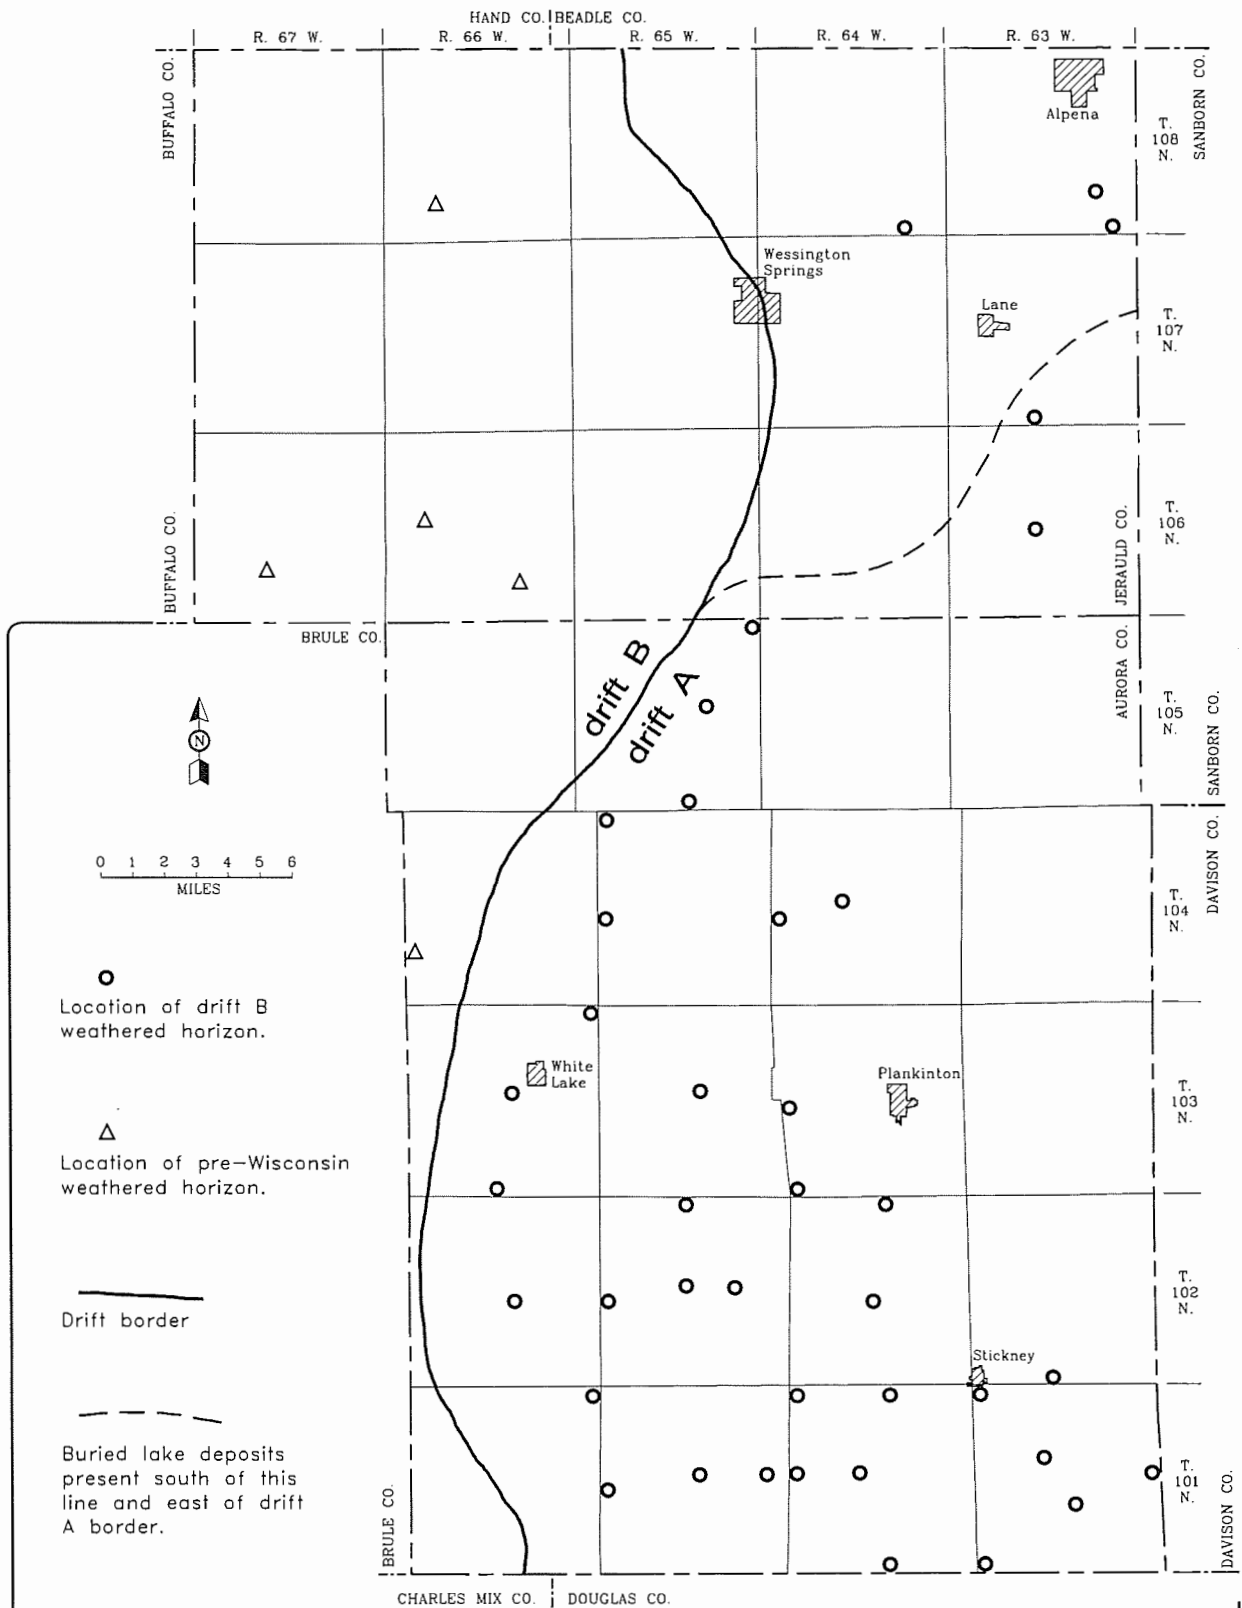 HAND CO. BEADLE CO.
R. 67 W. R. 66 W. R. 65 W. R. 64 W. R. 63 W.
BUFFALO CO.
SANBORN CO.
Alpena
T.
108
N.
Wessington
Springs
Lane
T.
107
N.
BUFFALO CO.
JERAULD CO.
T.
106
N.
BRULE CO.
drift B
drift A
AURORA CO.
T.
105
N.
SANBORN CO.
N
0 1 2 3 4 5 6
MILES
DAVISON CO.
T.
104
N.
Location of drift B
weathered horizon.
White
Lake
Plankinton
T.
103
N.
Location of pre-Wisconsin
weathered horizon.
T.
102
N.
Drift border
Stickney
Buried lake deposits
present south of this
line and east of drift
A border.
T.
101
N.
BRULE CO.
DAVISON CO.
CHARLES MIX CO. DOUGLAS CO.